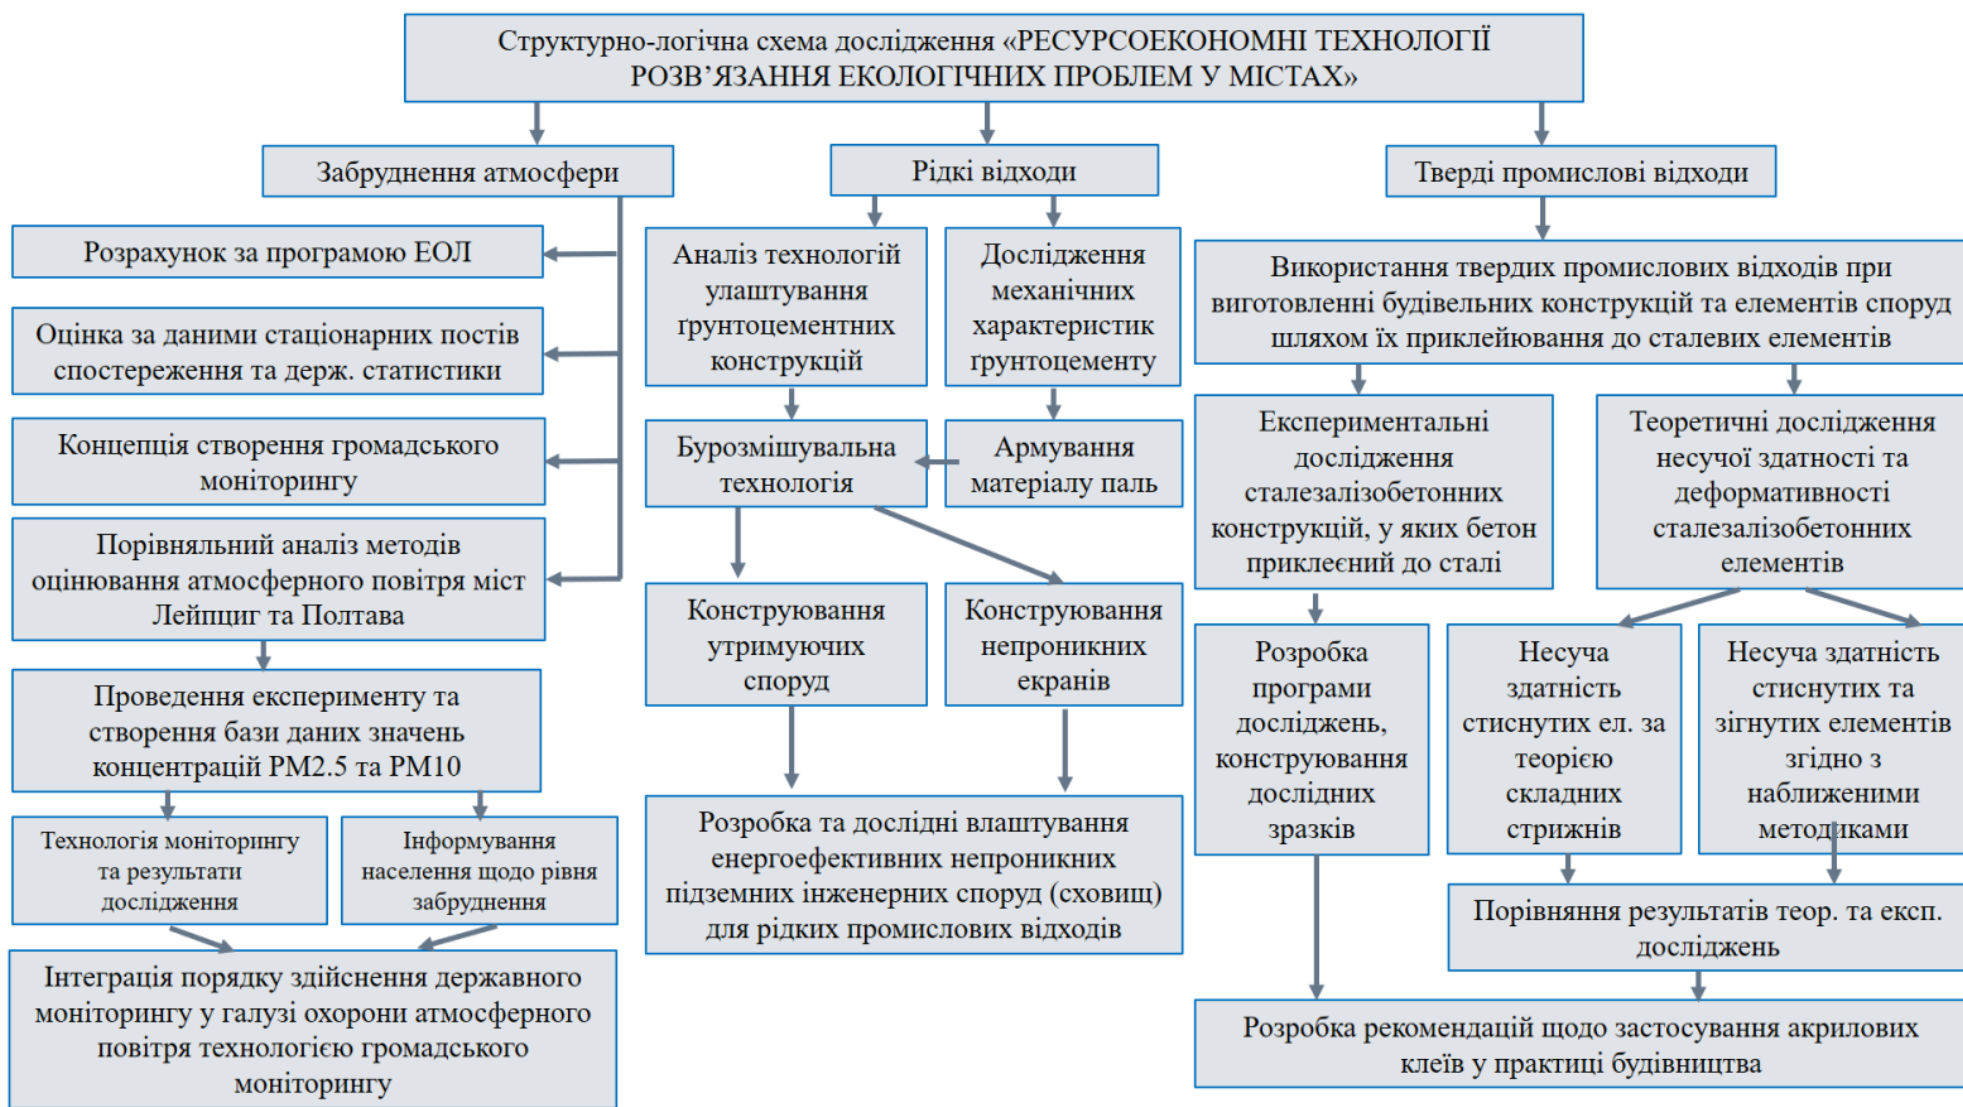 Структурно-логічна схема дослідження «РЕСУРСОЕКОНОМНІ ТЕХНОЛОГІЇ
РОЗВ’ЯЗАННЯ ЕКОЛОГІЧНИХ ПРОБЛЕМ У МІСТАХ»
Забруднення атмосфери
Розрахунок за програмою ЕОЛ
Оцінка за даними стаціонарних постів
спостереження та держ. статистики
Концепція створення громадського
моніторингу
Порівняльний аналіз методів
оцінювання атмосферного повітря міст
Лейпциг та Полтава
Проведення експерименту та
створення бази даних значень
концентрацій PM2.5 та PM10
Технологія моніторингу
та результати
дослідження
Інформування
населення щодо рівня
забруднення
Інтеграція порядку здійснення державного
моніторингу у галузі охорони атмосферного
повітря технологією громадського
моніторингу
Рідкі відходи
Аналіз технологій
улаштування
ґрунтоцементних
конструкцій
Дослідження
механічних
характеристик
ґрунтоцементу
Бурозмішувальна
технологія
Армування
матеріалу паль
Конструювання
утримуючих
споруд
Конструювання
непроникних
екранів
Розробка та дослідні влаштування
енергоефективних непроникних
підземних інженерних споруд (сховищ)
для рідких промислових відходів
Тверді промислові відходи
Використання твердих промислових відходів при
виготовленні будівельних конструкцій та елементів споруд
шляхом їх приклейювання до сталевих елементів
Експериментальні
дослідження
сталезалізобетонних
конструкцій, у яких бетон
приклеєний до сталі
Теоретичні дослідження
несучої здатності та
деформативності
сталезалізобетонних
елементів
Розробка
програми
досліджень,
конструювання
дослідних
зразків
Несуча
здатність
стиснутих ел. за
теорією
складних
стрижнів
Несуча здатність
стиснутих та
зігнутих елементів
згідно з
наближеними
методиками
Порівняння результатів теор. та експ.
досліджень
Розробка рекомендацій щодо застосування акрилових
клеїв у практиці будівництва